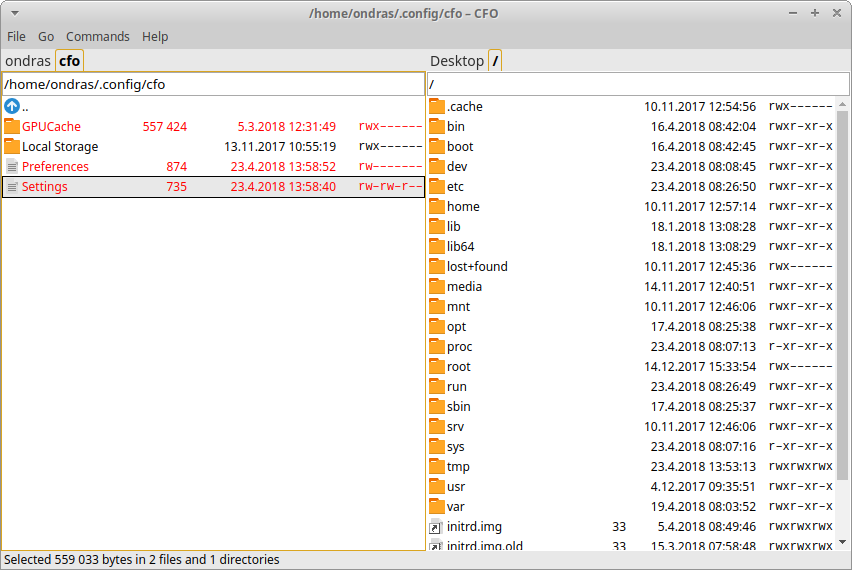 /home/ondras/.config/cfo – CFO
File Go Commands Help
ondras cfo
/home/ondras/.config/cfo
..
GPUCache 557 424 5.3.2018 12:31:49 rwx------
Local Storage 13.11.2017 10:55:19 rwx------
Preferences 874 23.4.2018 13:58:52 rw-------
Settings 735 23.4.2018 13:58:40 rw-rw-r--
Desktop /
/
.cache 10.11.2017 12:54:56 rwx------
bin 16.4.2018 08:42:04 rwxr-xr-x
boot 16.4.2018 08:42:45 rwxr-xr-x
dev 23.4.2018 08:08:45 rwxr-xr-x
etc 23.4.2018 08:26:50 rwxr-xr-x
home 10.11.2017 12:57:14 rwxr-xr-x
lib 18.1.2018 13:08:28 rwxr-xr-x
lib64 18.1.2018 13:08:29 rwxr-xr-x
lost+found 10.11.2017 12:45:36 rwx------
media 14.11.2017 12:40:51 rwxr-xr-x
mnt 10.11.2017 12:46:06 rwxr-xr-x
opt 17.4.2018 08:25:38 rwxr-xr-x
proc 23.4.2018 08:07:13 r-xr-xr-x
root 14.12.2017 15:33:54 rwx------
run 23.4.2018 08:26:49 rwxr-xr-x
sbin 17.4.2018 08:25:37 rwxr-xr-x
srv 10.11.2017 12:46:06 rwxr-xr-x
sys 23.4.2018 08:07:16 r-xr-xr-x
tmp 23.4.2018 13:53:13 rwxrwxrwx
usr 4.12.2017 09:35:51 rwxr-xr-x
var 19.4.2018 08:03:52 rwxr-xr-x
initrd.img 33 5.4.2018 08:49:46 rwxrwxrwx
initrd.img.old 33 15.3.2018 07:58:48 rwxrwxrwx
Selected 559 033 bytes in 2 files and 1 directories